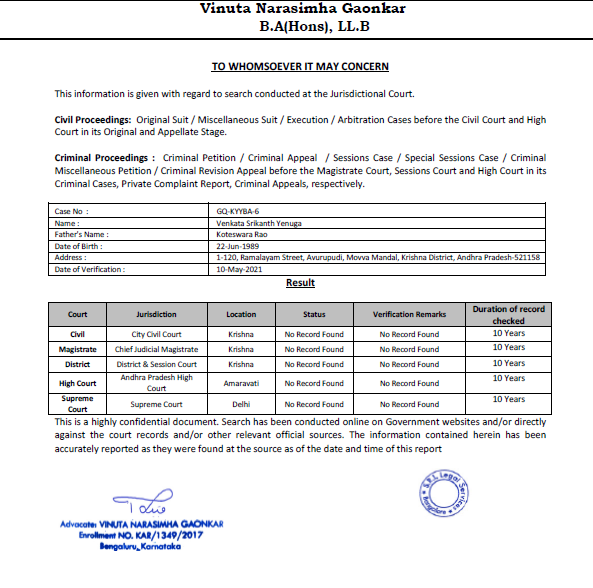 Vinuta Narasimha Gaonkar
B.A(Hons), LL.B
TO WHOMSOEVER IT MAY CONCERN
This information is given with regard to search conducted at the Jurisdictional Court.
Civil Proceedings: Original Suit / Miscellaneous Suit / Execution / Arbitration Cases before the Civil Court and High
Court in its Original and Appellate Stage.
Criminal Proceedings : Criminal Petition / Criminal Appeal / Sessions Case / Special Sessions Case / Criminal
Miscellaneous Petition / Criminal Revision Appeal before the Magistrate Court, Sessions Court and High Court in its
Criminal Cases, Private Complaint Report, Criminal Appeals, respectively.
Case No : GQ-KYYBA-6
Name : Venkata Srikanth Yenuga
Father's Name : Koteswara Rao
Date of Birth : 22-Jun-1989
Address : 1-120, Ramalayam Street, Avurupudi, Movva Mandal, Krishna District, Andhra Pradesh-521158
Date of Verification : 10-May-2021
Result
Court Jurisdiction Location Status Verification Remarks Duration of record
checked
Civil City Civil Court Krishna No Record Found No Record Found 10 Years
Magistrate Chief Judicial Magistrate Krishna No Record Found No Record Found 10 Years
District District & Session Court Krishna No Record Found No Record Found 10 Years
High Court Andhra Pradesh High
Court Amaravati No Record Found No Record Found 10 Years
Supreme
Court Supreme Court Delhi No Record Found No Record Found 10 Years
This is a highly confidential document. Search has been conducted online on Government websites and/or directly
against the court records and/or other relevant official sources. The information contained herein has been
accurately reported as they were found at the source as of the date and time of this report
Advocate: VINUTA NARASIMHA GAONKAR
Enrollment NO. KAR/1349/2017
Bengaluru, Karnataka
Legal Services
Bangalore